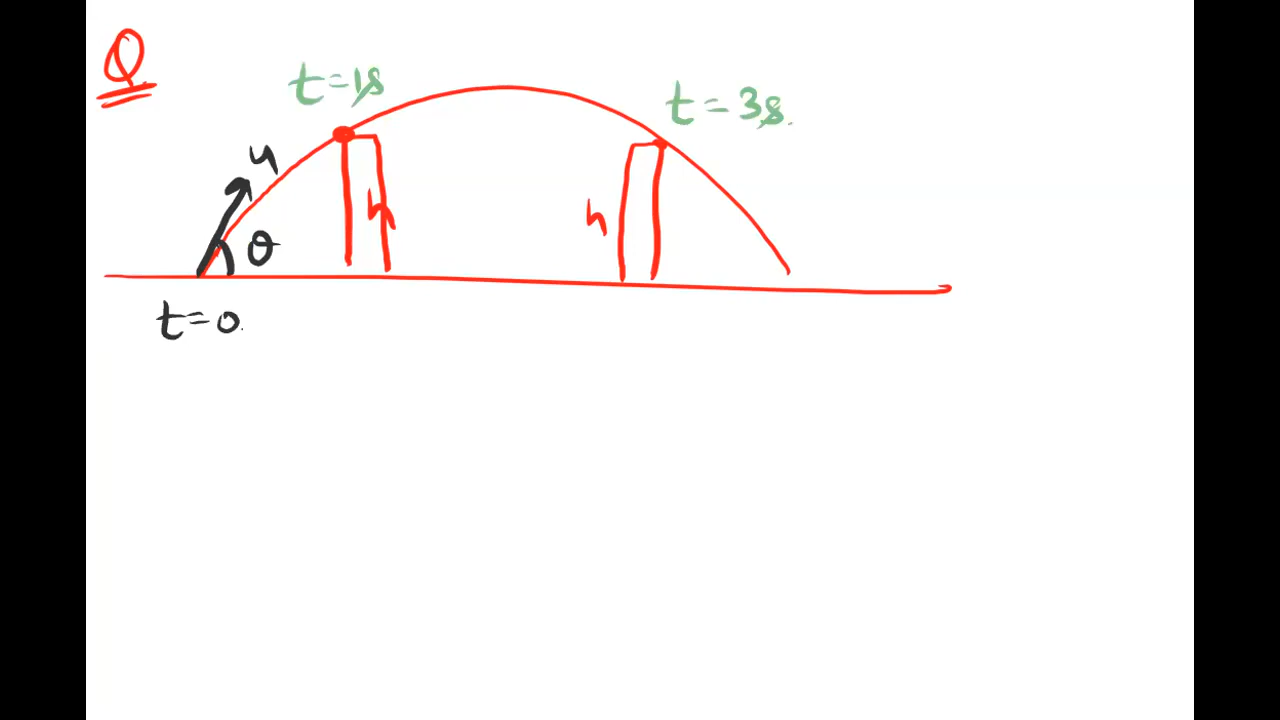 Q
t=1s
t=3s.
u
θ
h
h
t=0.